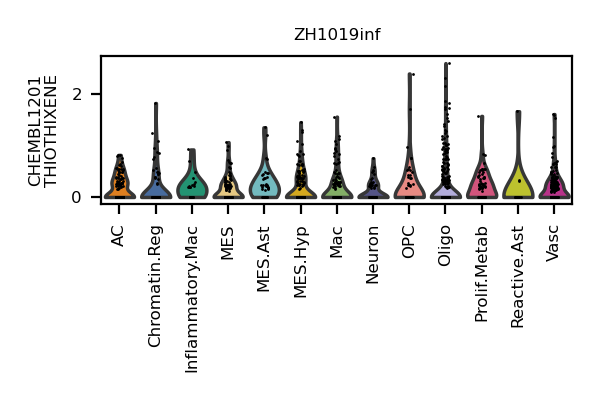 ZH1019inf
CHEMBL1201
THIOTHIXENE
2
0
AC
Chromatin.Reg
Inflammatory.Mac
MES
MES.Ast
MES.Hyp
Mac
Neuron
OPC
Oligo
Prolif.Metab
Reactive.Ast
Vasc